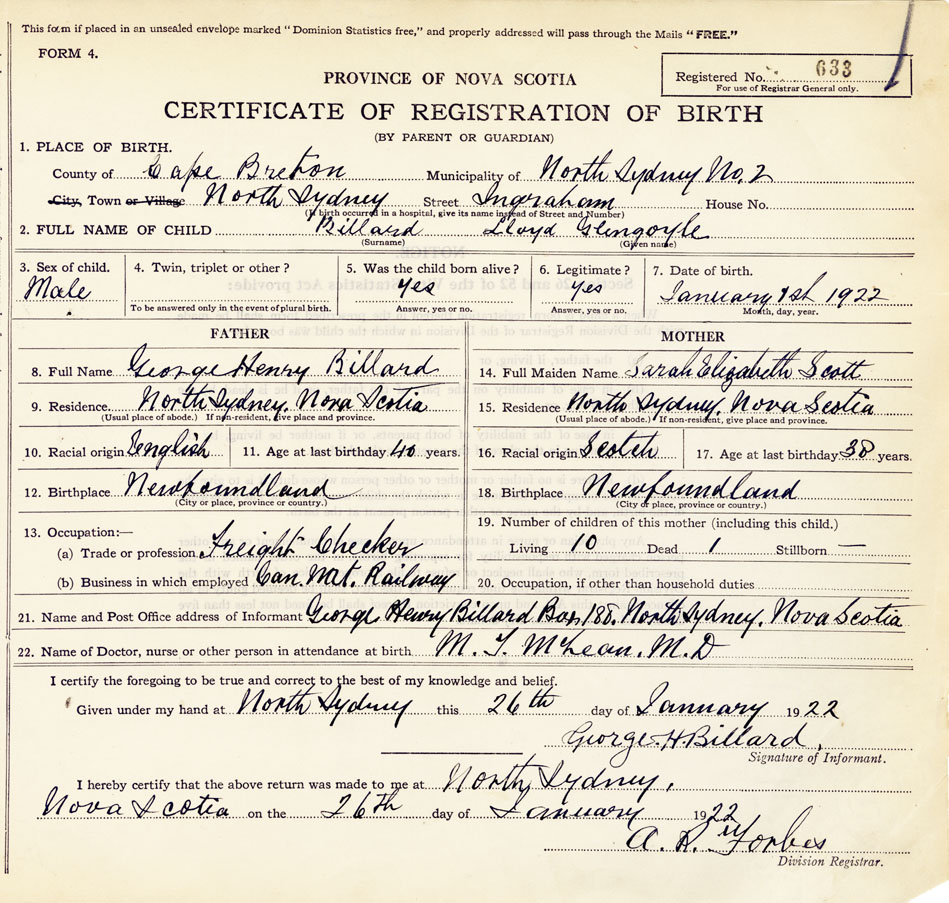 This form if placed in an unsealed envelope marked "Dominion Statistics free," and properly addressed will pass through the Mails "FREE."
FORM 4.
Registered No. 633
For use of Registrar General only.
PROVINCE OF NOVA SCOTIA
CERTIFICATE OF REGISTRATION OF BIRTH
(BY PARENT OR GUARDIAN)
1. PLACE OF BIRTH.
County of Cape Breton Municipality of North Sydney No. 2
City, Town or Village North Sydney Street Ingraham House No.
(If birth occurred in a hospital, give its name instead of Street and Number)
2. FULL NAME OF CHILD Billard Lloyd Glengoyle
(Surname) (Given name)
3. Sex of child. 4. Twin, triplet or other? 5. Was the child born alive? 6. Legitimate? 7. Date of birth.
Male yes yes January 1st 1922
To be answered only in the event of plural birth. Answer, yes or no. Answer, yes or no. Month, day, year.
FATHER MOTHER
8. Full Name George Henry Billard 14. Full Maiden Name Sarah Elizabeth Scott
9. Residence. North Sydney. Nova Scotia 15. Residence North Sydney. Nova Scotia
(Usual place of abode.) If non-resident, give place and province. (Usual place of abode.) If non-resident, give place and province.
10. Racial origin English 11. Age at last birthday 40 years. 16. Racial origin Scotch 17. Age at last birthday 38 years.
12. Birthplace Newfoundland 18. Birthplace Newfoundland
(City or place, province or country.) (City or place, province or country.)
13. Occupation:— 19. Number of children of this mother (including this child.)
(a) Trade or profession Freight Checker Living 10 Dead 1 Stillborn —
(b) Business in which employed Can. Nat. Railway 20. Occupation, if other than household duties
21. Name and Post Office address of Informant George Henry Billard Box 188. North Sydney. Nova Scotia
22. Name of Doctor, nurse or other person in attendance at birth M. T. McLean. M. D
I certify the foregoing to be true and correct to the best of my knowledge and belief.
Given under my hand at North Sydney this 26th day of January 1922
George H Billard,
Signature of Informant.
I hereby certify that the above return was made to me at North Sydney,
Nova Scotia on the 26th day of January 1922
A. R. Forbes
Division Registrar.